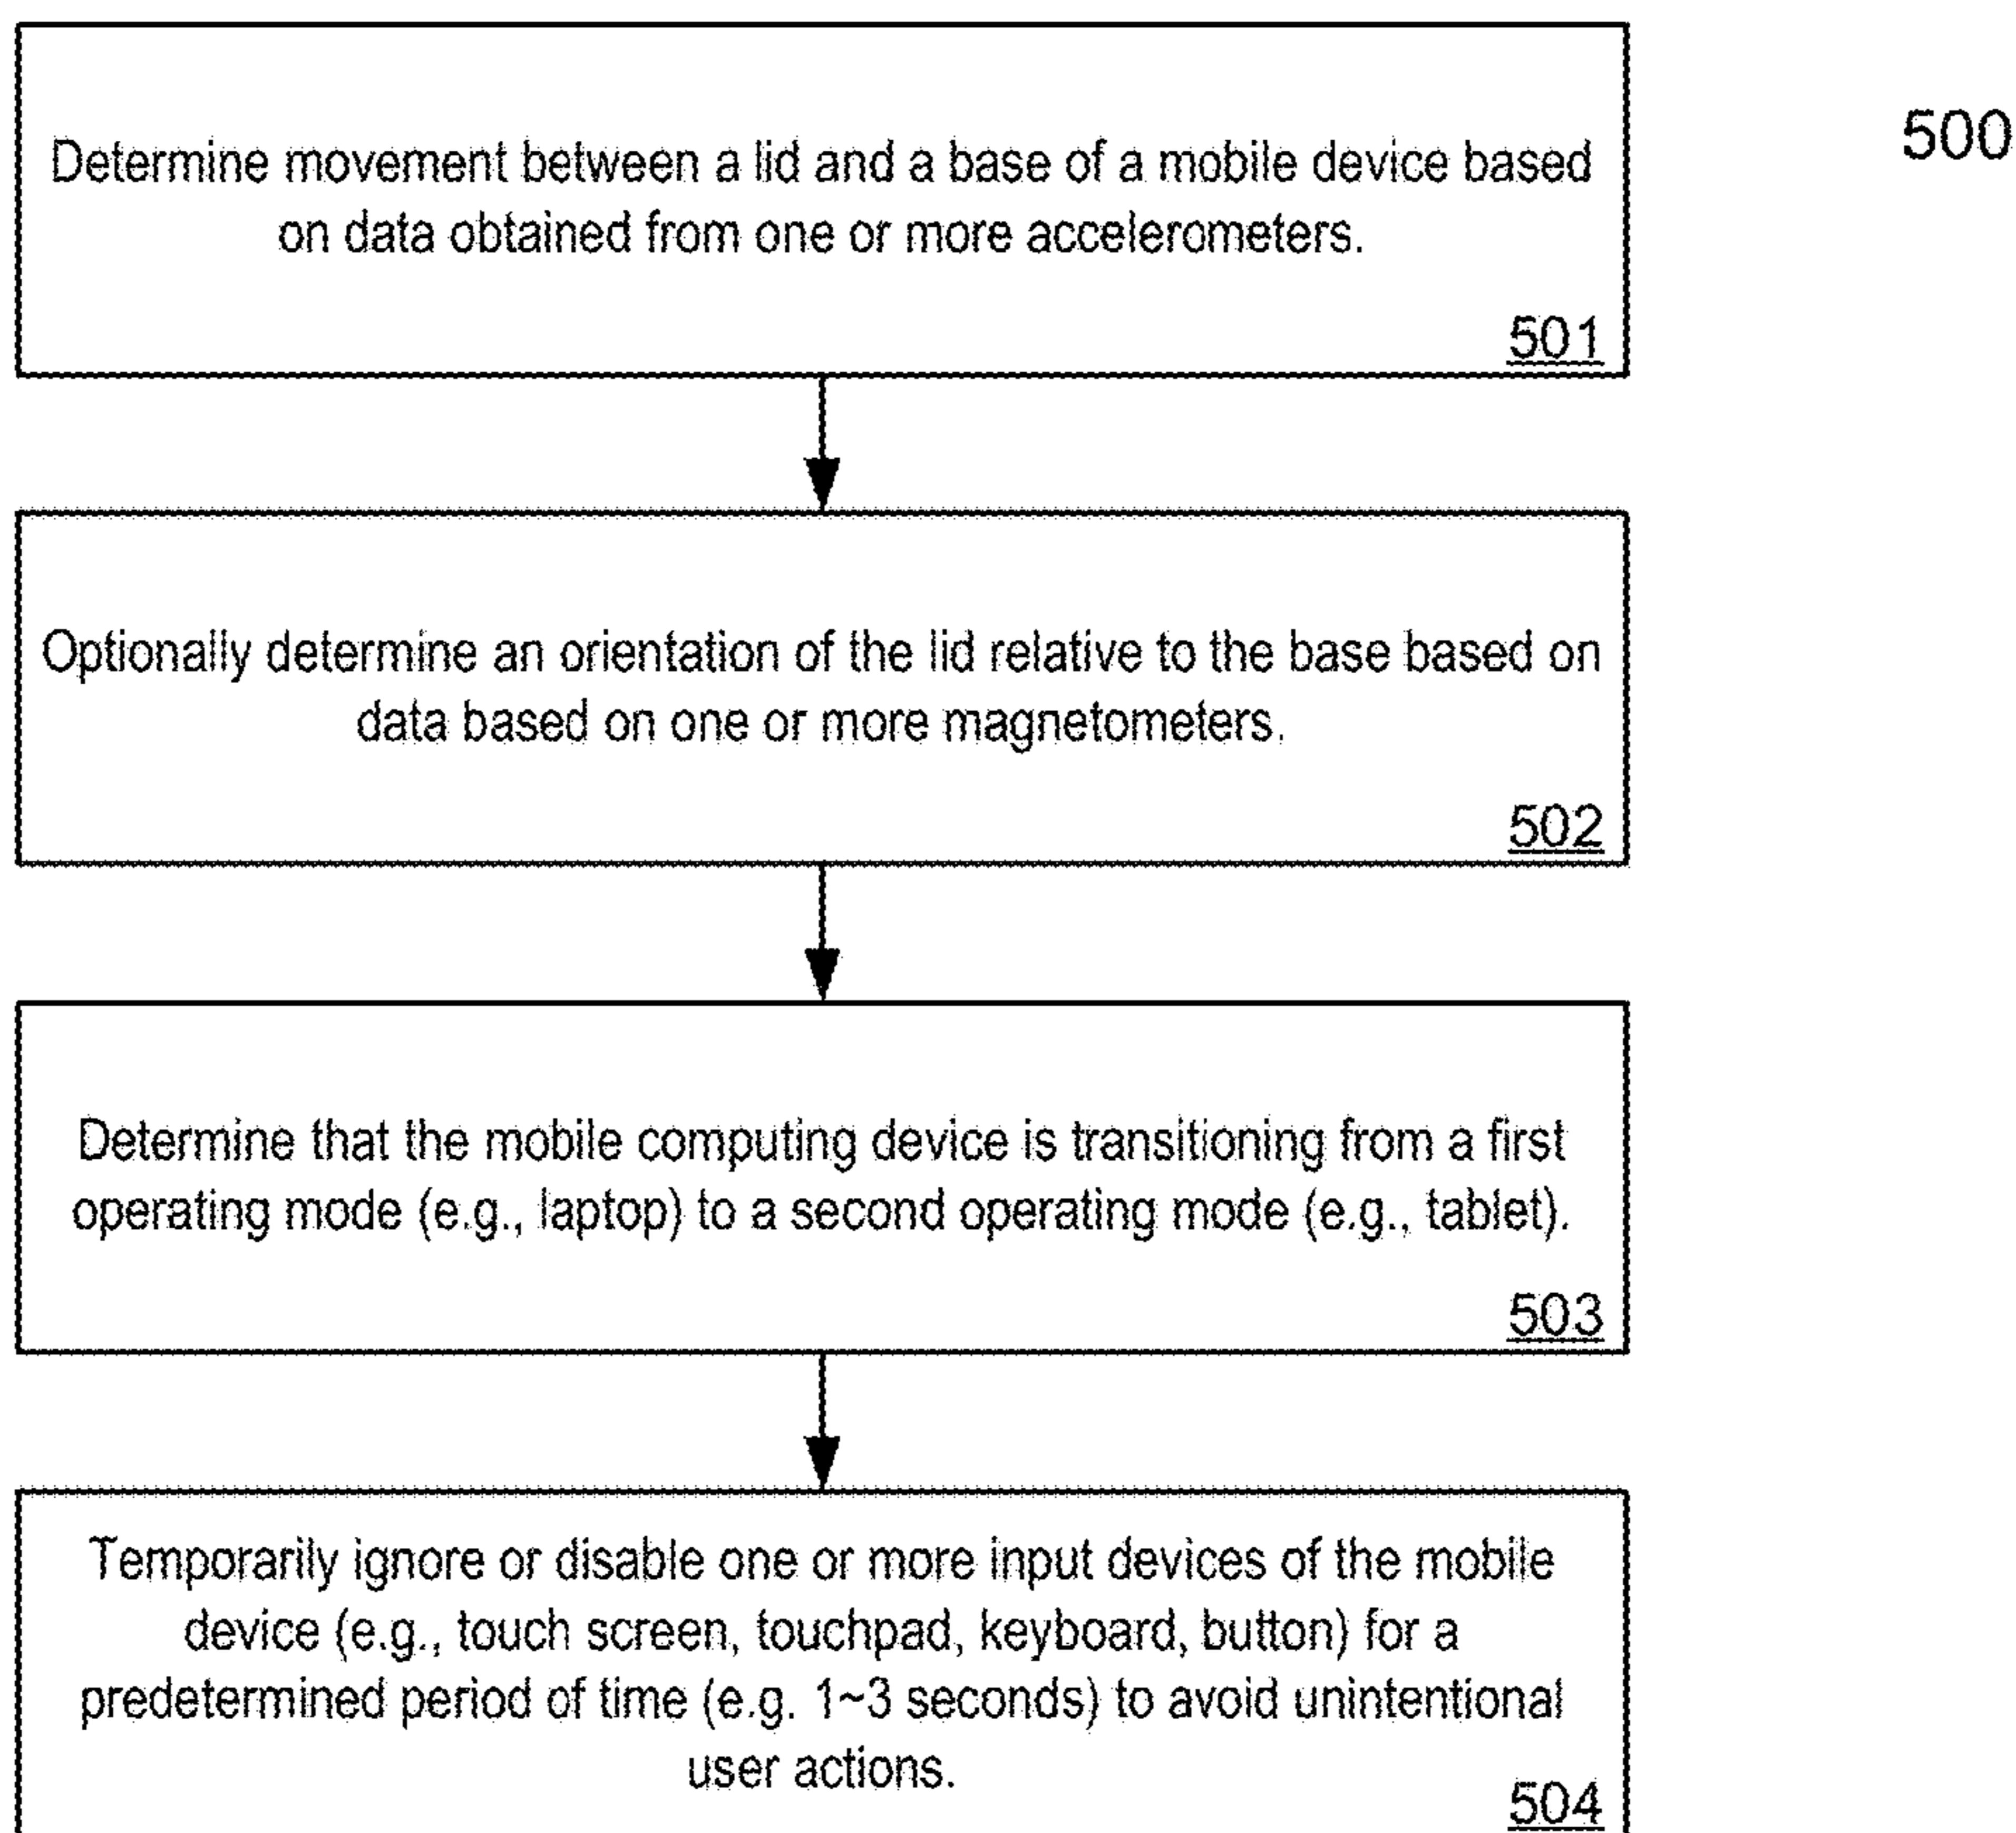 500
Determine movement between a lid and a base of a mobile device based
on data obtained from one or more accelerometers.
501
Optionally determine an orientation of the lid relative to the base based on
data based on one or more magnetometers.
502
Determine that the mobile computing device is transitioning from a first
operating mode (e.g., laptop) to a second operating mode (e.g., tablet).
503
Temporarily ignore or disable one or more input devices of the mobile
device (e.g., touch screen, touchpad, keyboard, button) for a
predetermined period of time (e.g. 1~3 seconds) to avoid unintentional
user actions.
504